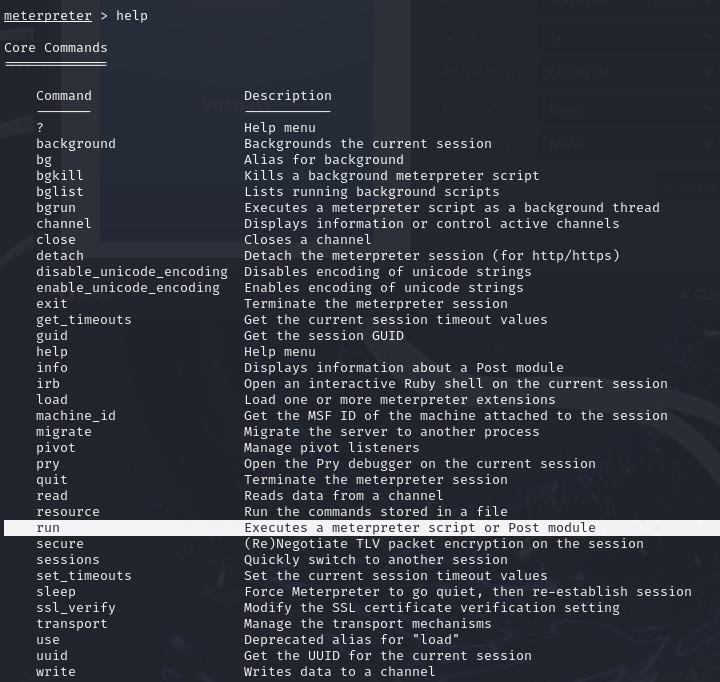 meterpreter > help
Core Commands
Command Description
? Help menu
background Backgrounds the current session
bg Alias for background
bgkill Kills a background meterpreter script
bglist Lists running background scripts
bgrun Executes a meterpreter script as a background thread
channel Displays information or control active channels
close Closes a channel
detach Detach the meterpreter session (for http/https)
disable_unicode_encoding Disables encoding of unicode strings
enable_unicode_encoding Enables encoding of unicode strings
exit Terminate the meterpreter session
get_timeouts Get the current session timeout values
guid Get the session GUID
help Help menu
info Displays information about a Post module
irb Open an interactive Ruby shell on the current session
load Load one or more meterpreter extensions
machine_id Get the MSF ID of the machine attached to the session
migrate Migrate the server to another process
pivot Manage pivot listeners
pry Open the Pry debugger on the current session
quit Terminate the meterpreter session
read Reads data from a channel
resource Run the commands stored in a file
run Executes a meterpreter script or Post module
secure (Re)Negotiate TLV packet encryption on the session
sessions Quickly switch to another session
set_timeouts Set the current session timeout values
sleep Force Meterpreter to go quiet, then re-establish session
ssl_verify Modify the SSL certificate verification setting
transport Manage the transport mechanisms
use Deprecated alias for "load"
uuid Get the UUID for the current session
write Writes data to a channel